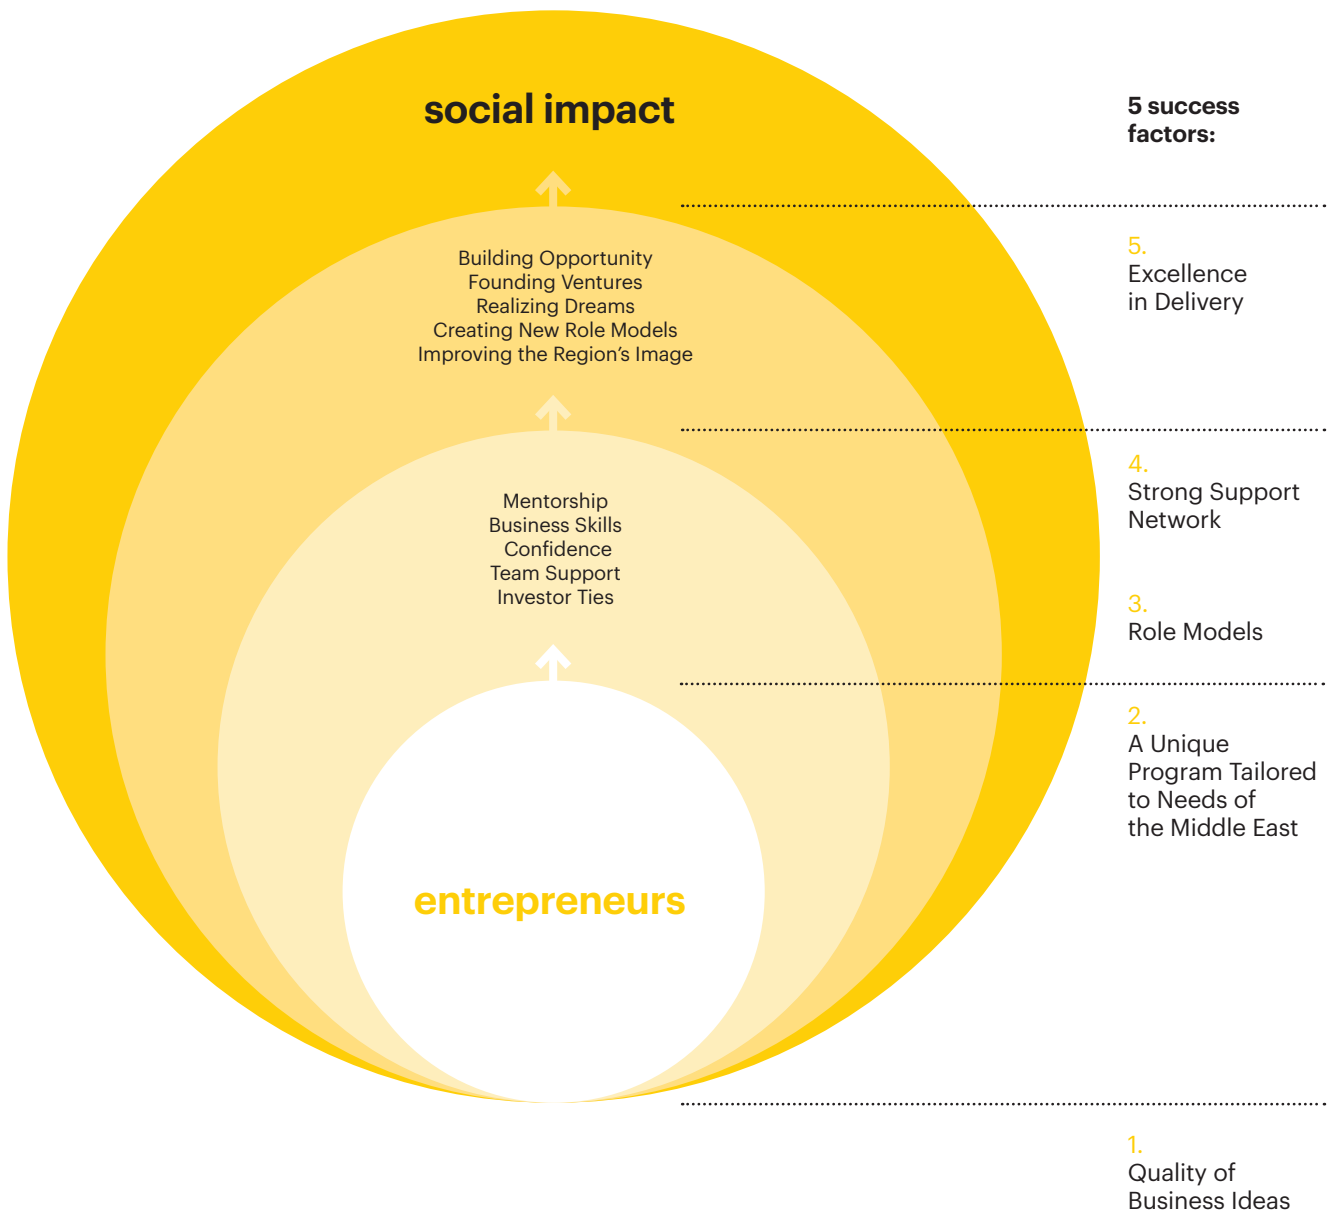 social impact
Building Opportunity
Founding Ventures
Realizing Dreams
Creating New Role Models
Improving the Region’s Image
Mentorship
Business Skills
Confidence
Team Support
Investor Ties
entrepreneurs
5 success
factors:
5.
Excellence
in Delivery
4.
Strong Support
Network
3.
Role Models
2.
A Unique
Program Tailored
to Needs of
the Middle East
1.
Quality of
Business Ideas